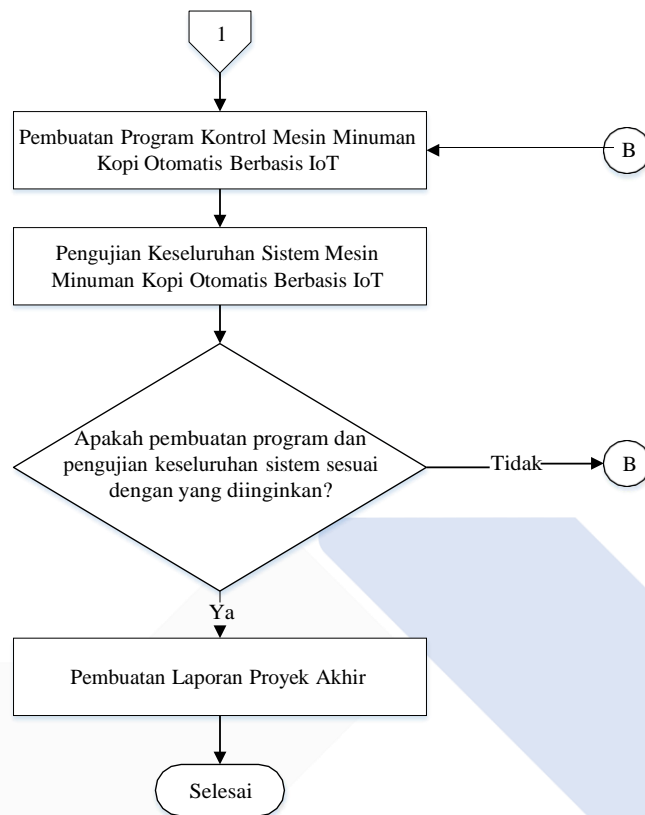 1
Pembuatan Program Kontrol Mesin Minuman
Kopi Otomatis Berbasis IoT
B
Pengujian Keseluruhan Sistem Mesin
Minuman Kopi Otomatis Berbasis IoT
Apakah pembuatan program dan
pengujian keseluruhan sistem sesuai
dengan yang diinginkan?
Tidak
B
Ya
Pembuatan Laporan Proyek Akhir
Selesai